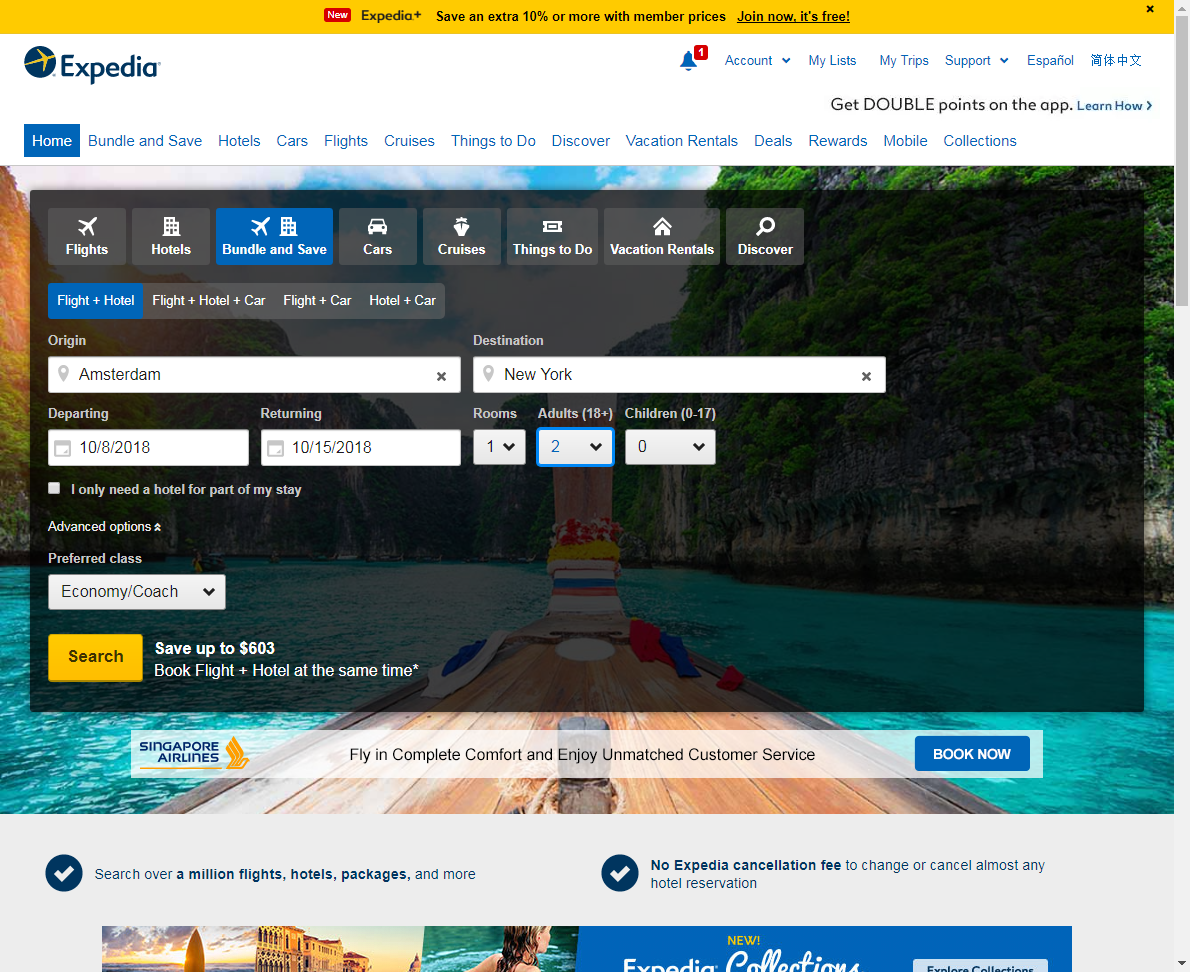 New Expedia+ Save an extra 10% or more with member prices Join now, it's free!
Expedia
1 Account My Lists My Trips Support Español 简体中文
Get DOUBLE points on the app. Learn How
Home Bundle and Save Hotels Cars Flights Cruises Things to Do Discover Vacation Rentals Deals Rewards Mobile Collections
Flights Hotels Bundle and Save Cars Cruises Things to Do Vacation Rentals Discover
Flight + Hotel Flight + Hotel + Car Flight + Car Hotel + Car
Origin Destination
Amsterdam New York
Departing Returning Rooms Adults (18+) Children (0-17)
10/8/2018 10/15/2018 1 2 0
I only need a hotel for part of my stay
Advanced options
Preferred class
Economy/Coach
Search
Save up to $603
Book Flight + Hotel at the same time*
SINGAPORE AIRLINES
Fly in Complete Comfort and Enjoy Unmatched Customer Service
BOOK NOW
Search over a million flights, hotels, packages, and more
No Expedia cancellation fee to change or cancel almost any
hotel reservation
NEW!
Expedia Collections
Explore Collections